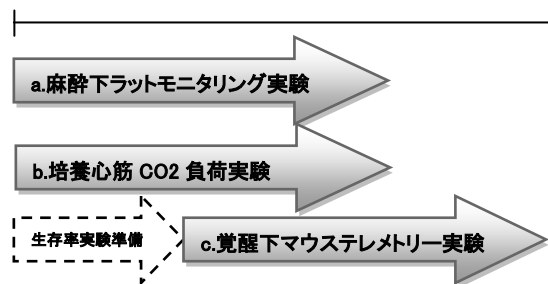 a.麻酔下ラットモニタリング実験
b.培養心筋 CO2 負荷実験
生存率実験準備
c.覚醒下マウステレメトリー実験